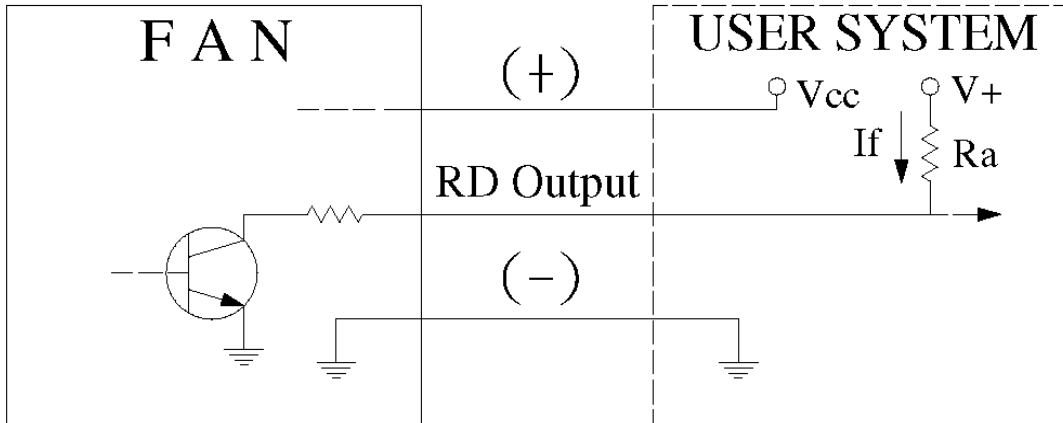 F A N
USER SYSTEM
(+)
Vcc
V+
If
Ra
RD Output
(-)